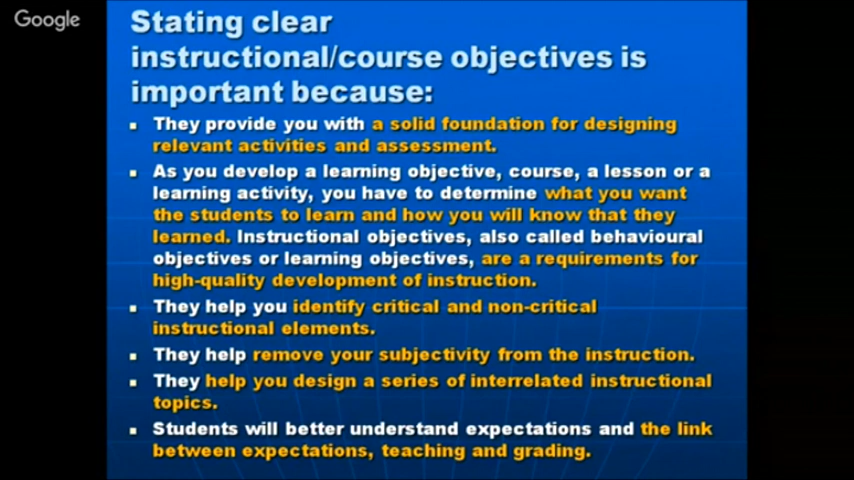 Google
Stating clear
instructional/course objectives is
important because:
▪ They provide you with a solid foundation for designing
relevant activities and assessment.
▪ As you develop a learning objective, course, a lesson or a
learning activity, you have to determine what you want
the students to learn and how you will know that they
learned. Instructional objectives, also called behavioural
objectives or learning objectives, are a requirements for
high-quality development of instruction.
▪ They help you identify critical and non-critical
instructional elements.
▪ They help remove your subjectivity from the instruction.
▪ They help you design a series of interrelated instructional
topics.
▪ Students will better understand expectations and the link
between expectations, teaching and grading.